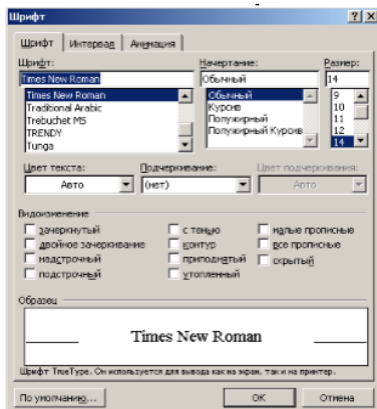 Шрифт
Шрифт Интервал Анимация
Шрифт: Начертание: Размер:
Times New Roman Обычный 14
Times New Roman Обычный 9
Traditional Arabic Курсив 10
Trebuchet MS Полужирный 11
TRENDY Полужирный Курсив 12
Tunga 14
Цвет текста: Подчеркивание: Цвет подчеркивания:
Авто (нет) Авто
Видоизменение
зачеркнутый с тенью малые прописные
двойное зачеркивание контур все прописные
надстрочный приподнятый скрытый
подстрочный утопленный
Образец
Times New Roman
Шрифт TrueType. Он используется для вывода как на экран, так и на принтер.
По умолчанию... ОК Отмена